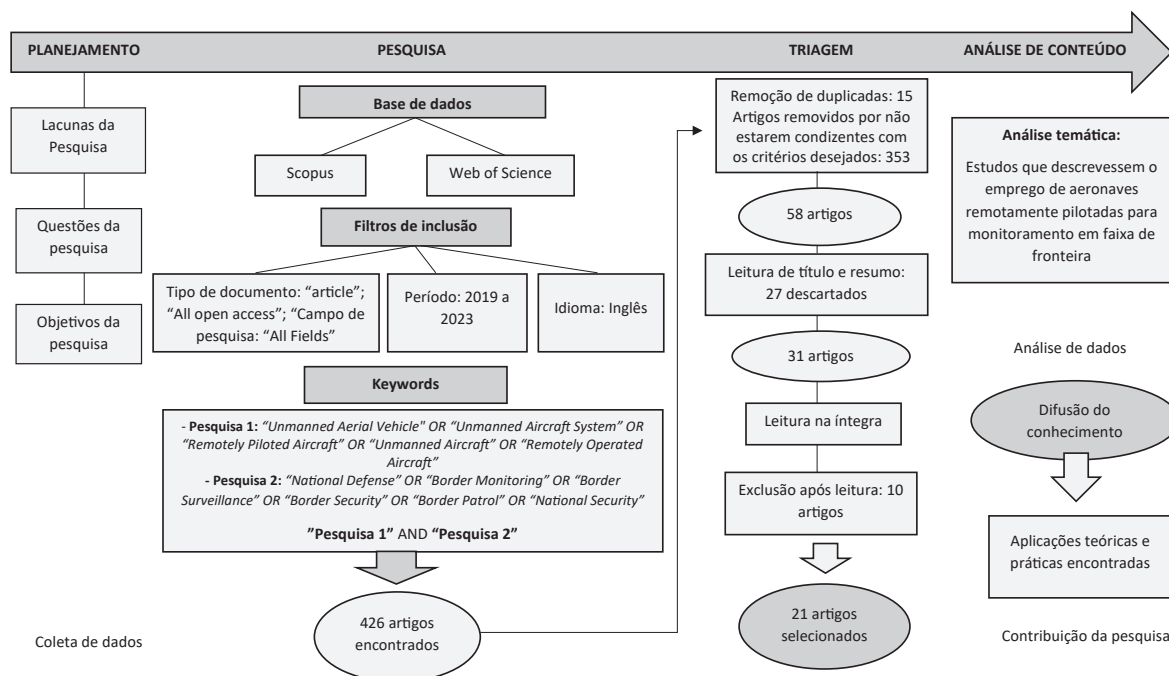 PLANEJAMENTO
PESQUISA
TRIAGEM
ANÁLISE DE CONTEÚDO
Lacunas da
Pesquisa
Questões da
pesquisa
Objetivos da
pesquisa
Coleta de dados
Base de dados
Scopus
Web of Science
Filtros de inclusão
Tipo de documento: “article”;
“All open access”; “Campo de
pesquisa: “All Fields”
Período: 2019 a
2023
Idioma: Inglês
Keywords
- Pesquisa 1: “Unmanned Aerial Vehicle” OR “Unmanned Aircraft System” OR
“Remotely Piloted Aircraft” OR “Unmanned Aircraft” OR “Remotely Operated
Aircraft”
- Pesquisa 2: “National Defense” OR “Border Monitoring” OR “Border
Surveillance” OR “Border Security” OR “Border Patrol” OR “National Security”
”Pesquisa 1” AND “Pesquisa 2”
426 artigos
encontrados
Remoção de duplicadas: 15
Artigos removidos por não
estarem condizentes com
os critérios desejados: 353
58 artigos
Leitura de título e resumo:
27 descartados
31 artigos
Leitura na íntegra
Exclusão após leitura: 10
artigos
21 artigos
selecionados
Análise temática:
Estudos que descrevessem o
emprego de aeronaves
remotamente pilotadas para
monitoramento em faixa de
fronteira
Análise de dados
Difusão do
conhecimento
Aplicações teóricas e
práticas encontradas
Contribuição da pesquisa